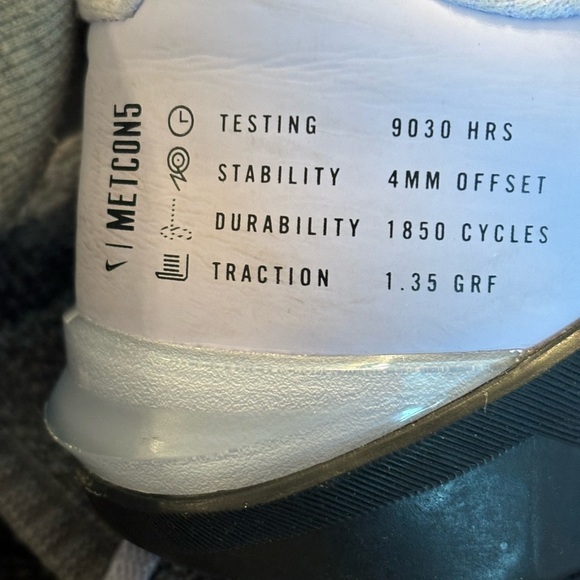 METCON5
TESTING 9030 HRS
STABILITY 4MM OFFSET
DURABILITY 1850 CYCLES
TRACTION 1.35 GRF